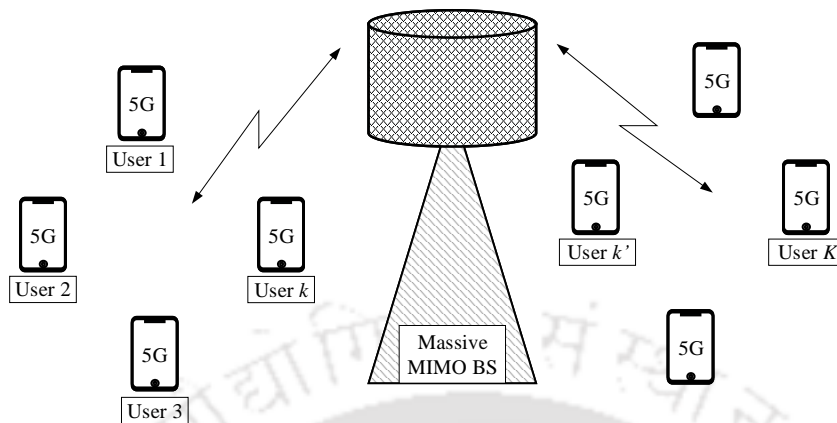 5G
User 1
5G
User 2
5G
User k
5G
User 3
Massive
MIMO BS
5G
5G
User k’
5G
User K
5G